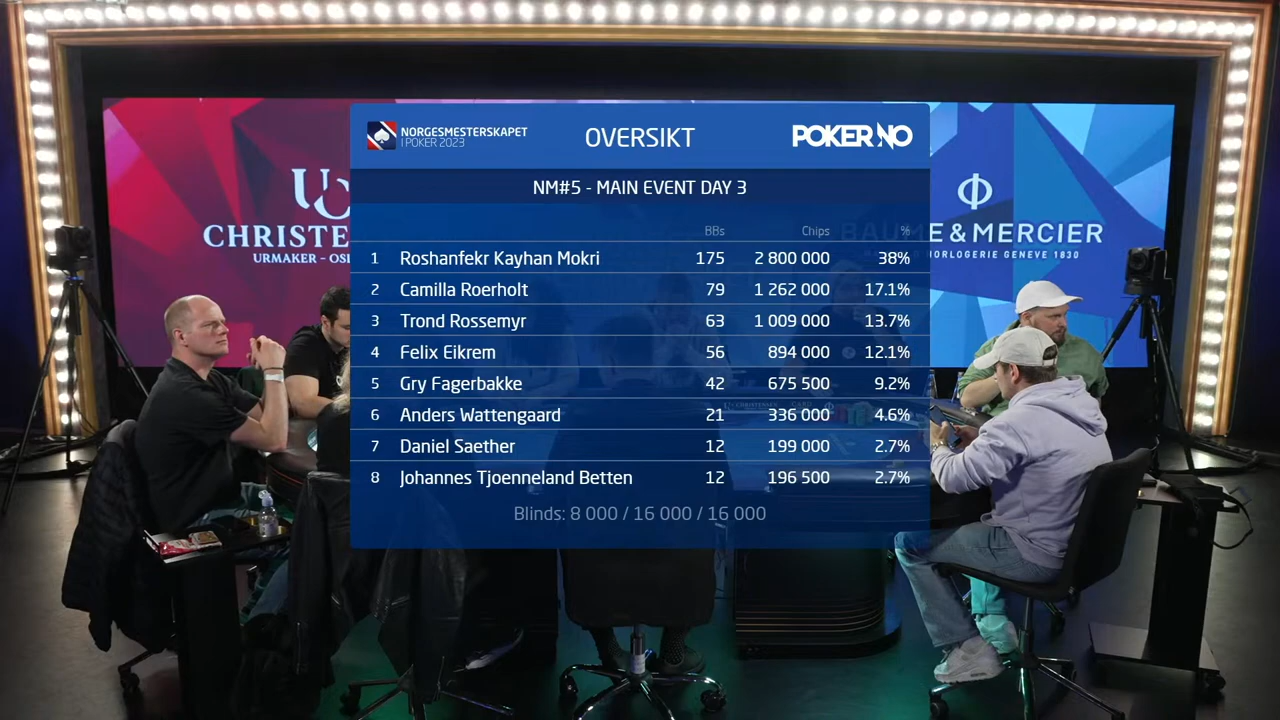 NORGESMESTERSKAPET
I POKER 2023
OVERSIKT
POKER NO
NM#5 - MAIN EVENT DAY 3
BBs Chips %
1 Roshanfekr Kayhan Mokri 175 2 800 000 38%
2 Camilla Roerholt 79 1 262 000 17.1%
3 Trond Rossemyr 63 1 009 000 13.7%
4 Felix Eikrem 56 894 000 12.1%
5 Gry Fagerbakke 42 675 500 9.2%
6 Anders Wattengaard 21 336 000 4.6%
7 Daniel Saether 12 199 000 2.7%
8 Johannes Tjoenneland Betten 12 196 500 2.7%
Blinds: 8 000 / 16 000 / 16 000
UC
CHRISTE
URMAKER - OSL
BAUME & MERCIER
HORLOGERIE GENEVE 1830